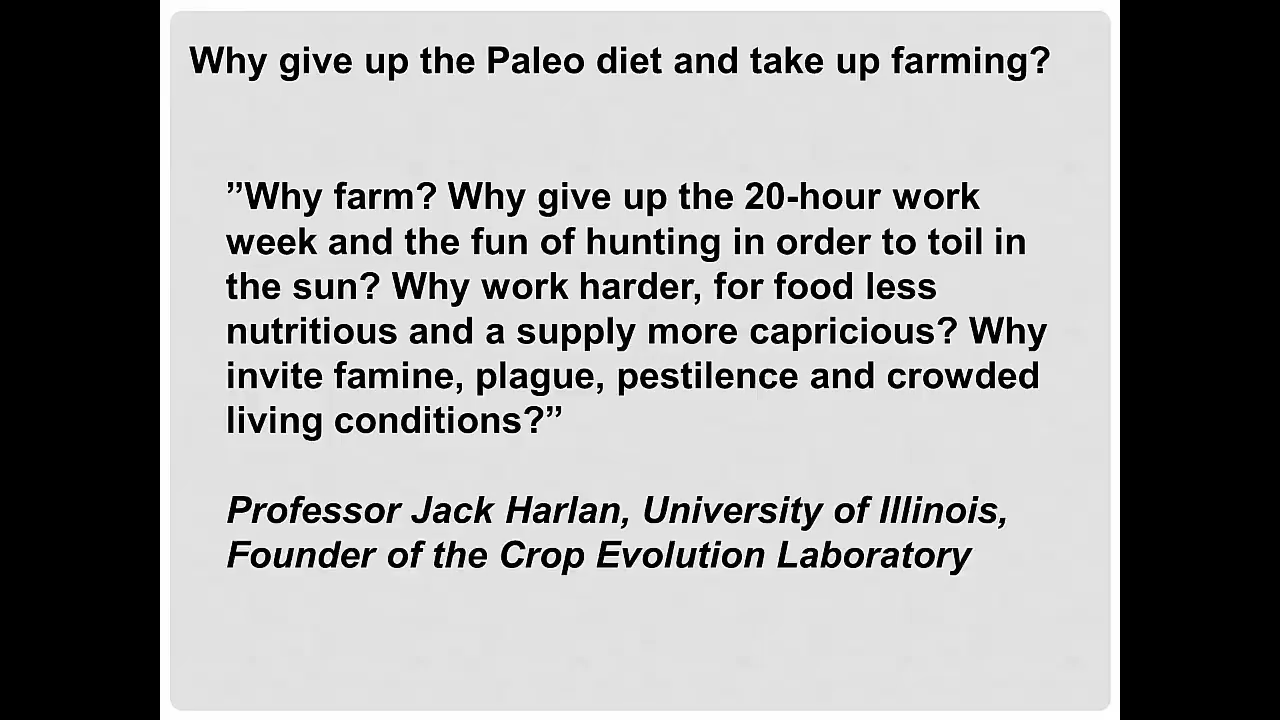 Why give up the Paleo diet and take up farming?
”Why farm? Why give up the 20-hour work
week and the fun of hunting in order to toil in
the sun? Why work harder, for food less
nutritious and a supply more capricious? Why
invite famine, plague, pestilence and crowded
living conditions?”
Professor Jack Harlan, University of Illinois,
Founder of the Crop Evolution Laboratory